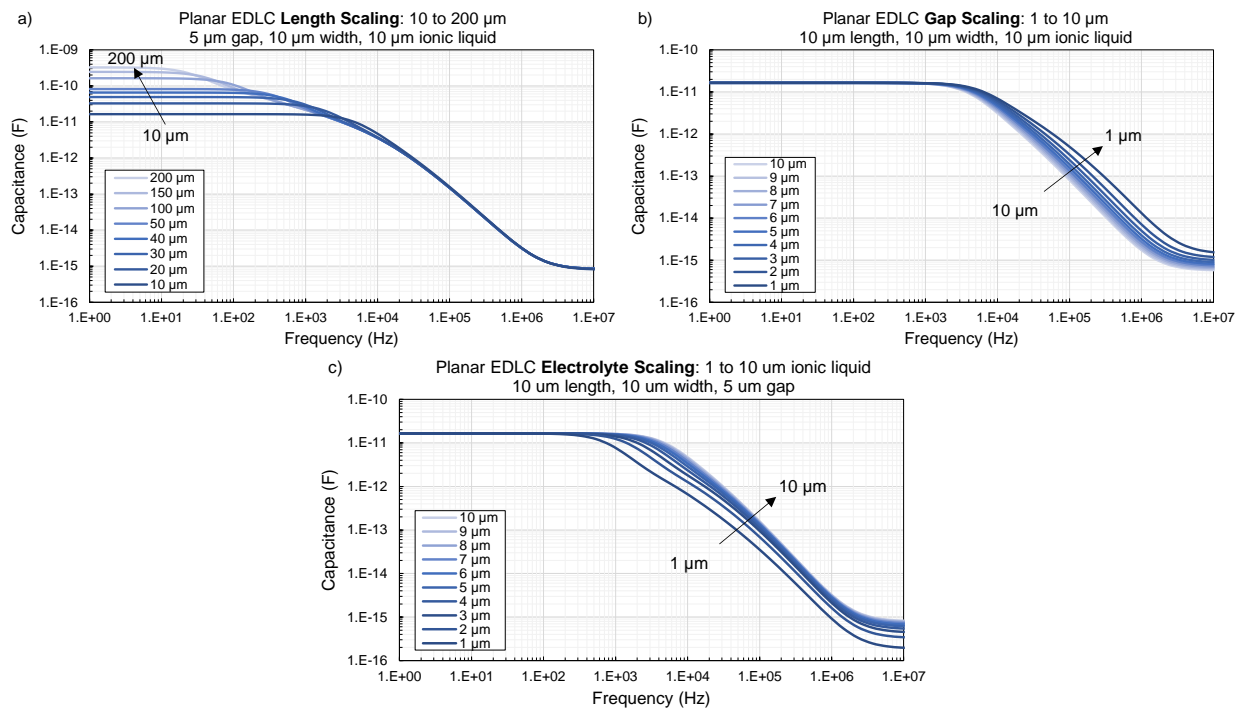 a)
Planar EDLC Length Scaling: 10 to 200 µm
5 µm gap, 10 µm width, 10 µm ionic liquid
1.E-09
1.E-10
1.E-11
1.E-12
1.E-13
1.E-14
1.E-15
1.E-16
Capacitance (F)
200 µm
10 µm
200 µm
150 µm
100 µm
50 µm
40 µm
30 µm
20 µm
10 µm
1.E+00 1.E+01 1.E+02 1.E+03 1.E+04 1.E+05 1.E+06 1.E+07
Frequency (Hz)
b)
Planar EDLC Gap Scaling: 1 to 10 µm
10 µm length, 10 µm width, 10 µm ionic liquid
1.E-10
1.E-11
1.E-12
1.E-13
1.E-14
1.E-15
1.E-16
Capacitance (F)
1 µm
10 µm
10 µm
9 µm
8 µm
7 µm
6 µm
5 µm
4 µm
3 µm
2 µm
1 µm
1.E+00 1.E+01 1.E+02 1.E+03 1.E+04 1.E+05 1.E+06 1.E+07
Frequency (Hz)
c)
Planar EDLC Electrolyte Scaling: 1 to 10 um ionic liquid
10 um length, 10 um width, 5 um gap
1.E-10
1.E-11
1.E-12
1.E-13
1.E-14
1.E-15
1.E-16
Capacitance (F)
10 µm
1 µm
10 µm
9 µm
8 µm
7 µm
6 µm
5 µm
4 µm
3 µm
2 µm
1 µm
1.E+00 1.E+01 1.E+02 1.E+03 1.E+04 1.E+05 1.E+06 1.E+07
Frequency (Hz)